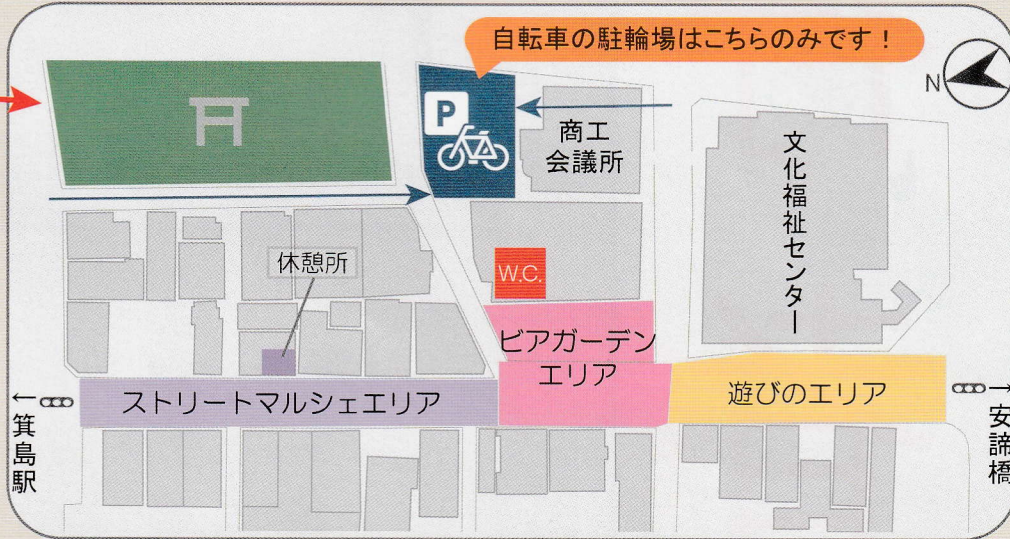 自転車の駐輪場はこちらのみです！
N
P
商工
会議所
文化福祉センター
休憩所
W.C.
ビアガーデン
エリア
ストリートマルシェエリア
遊びのエリア
←箕島駅
→安諦橋